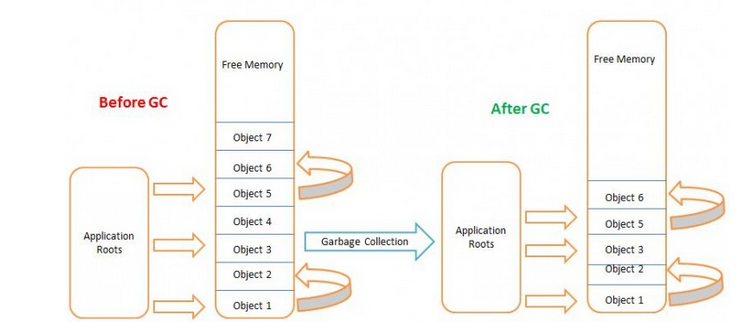 Before GC
Free Memory
Object 7
Object 6
Object 5
Object 4
Object 3
Object 2
Object 1
Application
Roots
Garbage Collection
After GC
Free Memory
Object 6
Object 5
Object 3
Object 2
Object 1
Application
Roots